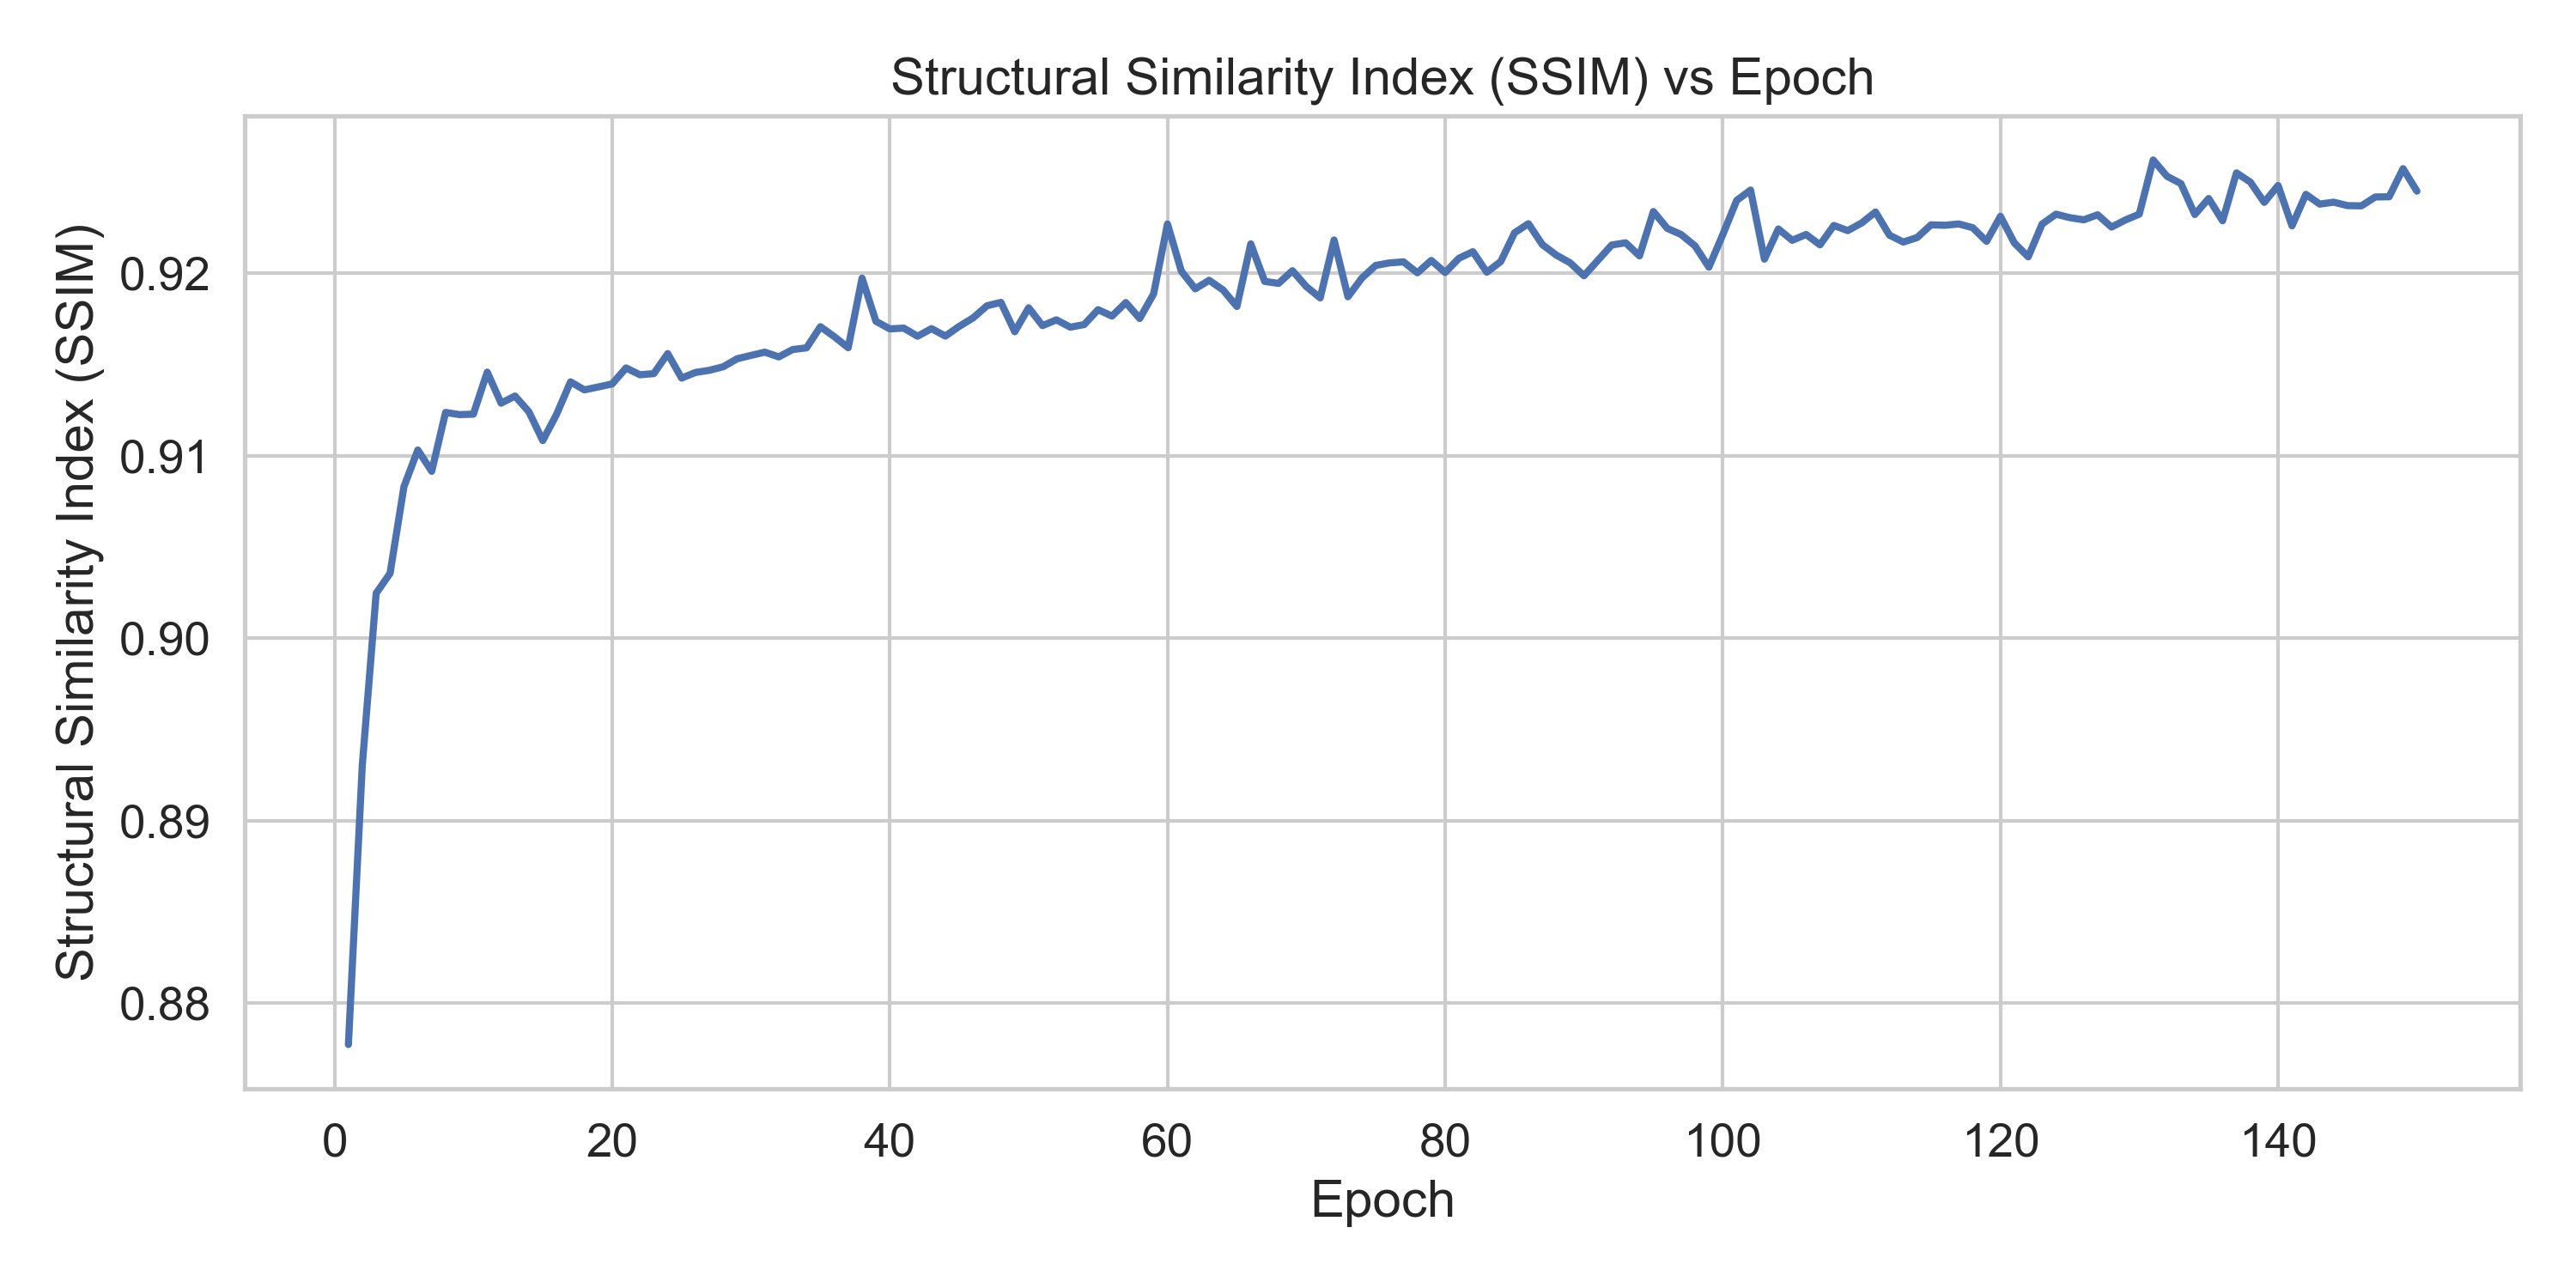 Structural Similarity Index (SSIM) vs Epoch
Structural Similarity Index (SSIM)
0.92
0.91
0.90
0.89
0.88
0 20 40 60 80 100 120 140
Epoch